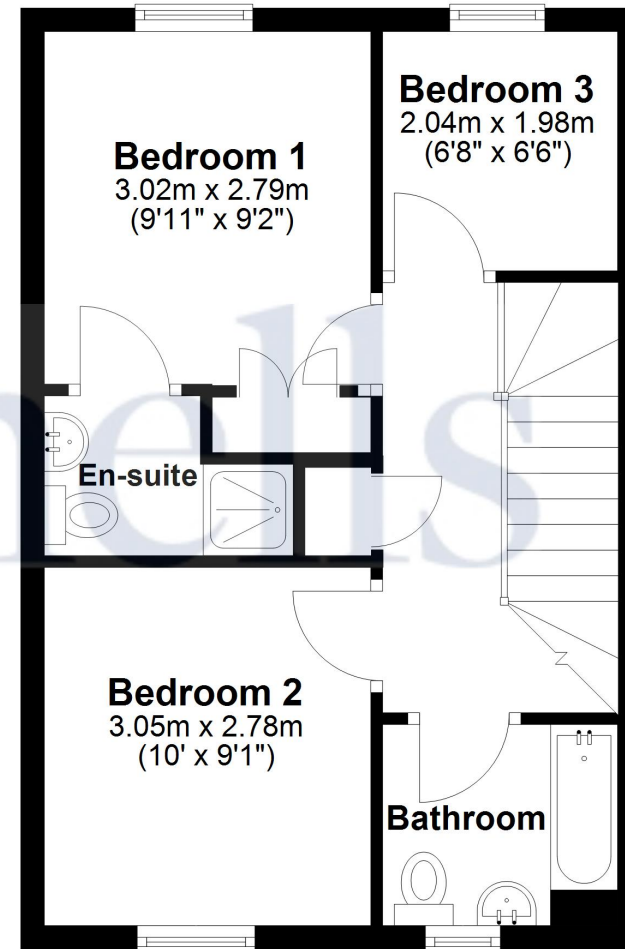 Bedroom 1
3.02m x 2.79m
(9'11" x 9'2")
Bedroom 3
2.04m x 1.98m
(6'8" x 6'6")
En-suite
Bedroom 2
3.05m x 2.78m
(10' x 9'1")
Bathroom